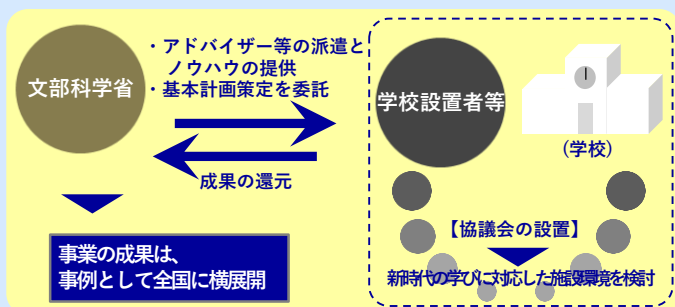 文部科学省
・アドバイザー等の派遣と
ノウハウの提供
・基本計画策定を委託
成果の還元
事業の成果は、
事例として全国に横展開
学校設置者等
(学校)
【協議会の設置】
新時代の学びに対応した施設環境を検討